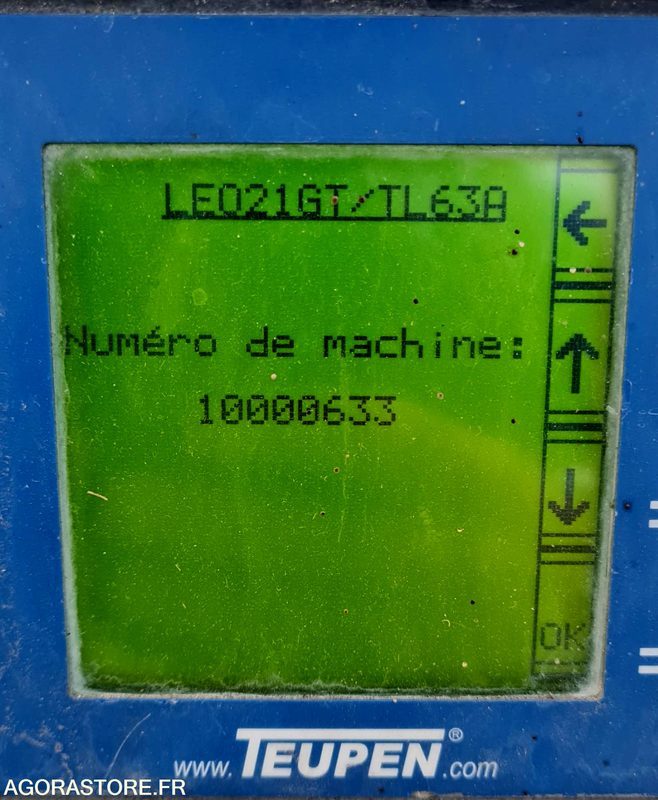 LEO21GT/TL63A
Numéro de machine:
10000633
OK
www.TEUPEN®.com
AGORASTORE.FR